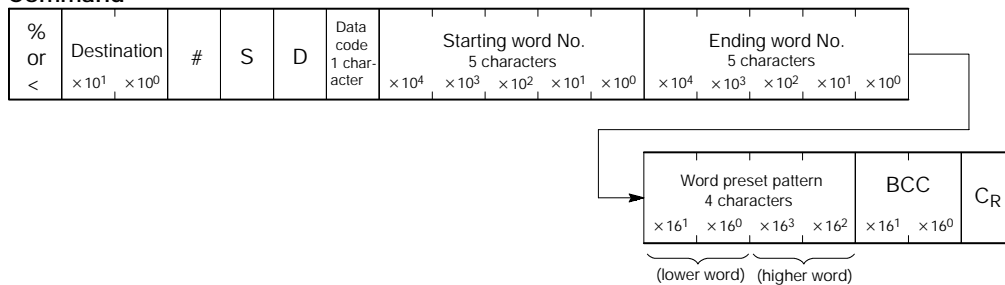 Command
% or <
Destination
×10¹ ×10⁰
#
S
D
Data code 1 char- acter
Starting word No.
5 characters
×10⁴ ×10³ ×10² ×10¹ ×10⁰
Ending word No.
5 characters
×10⁴ ×10³ ×10² ×10¹ ×10⁰
Word preset pattern
4 characters
×16¹ ×16⁰ ×16³ ×16²
(lower word) (higher word)
BCC
×16¹ ×16⁰
C_R